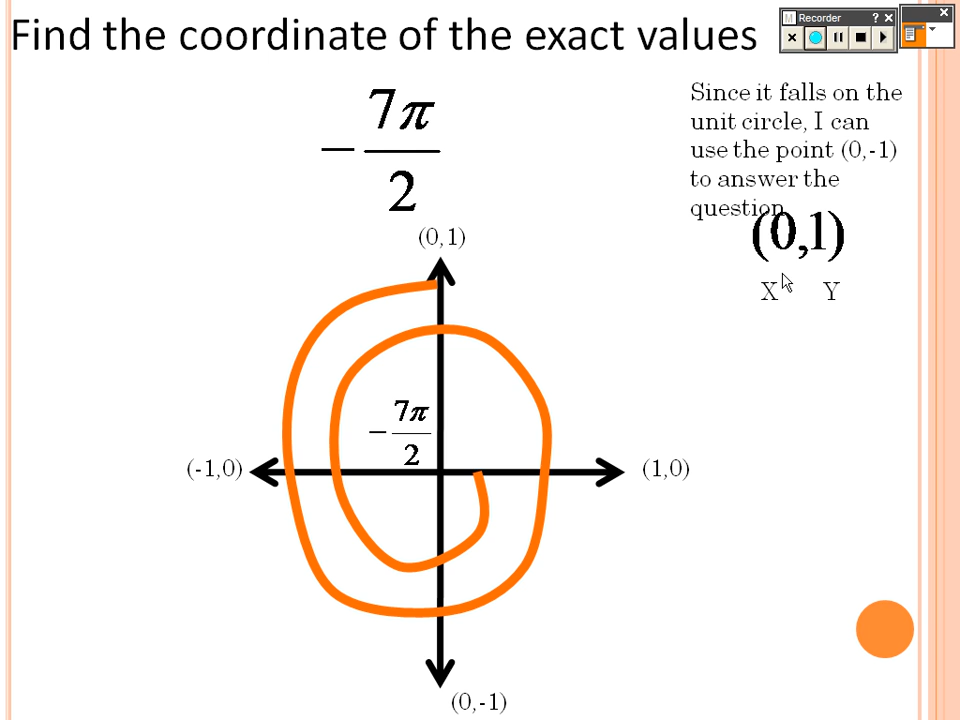 Find the coordinate of the exact values
M Recorder ? ×
Since it falls on the
unit circle, I can
use the point (0,-1)
to answer the
question
− 7π
2
(0,1)
(0,1)
X Y
− 7π
2
(-1,0)
(1,0)
(0,-1)